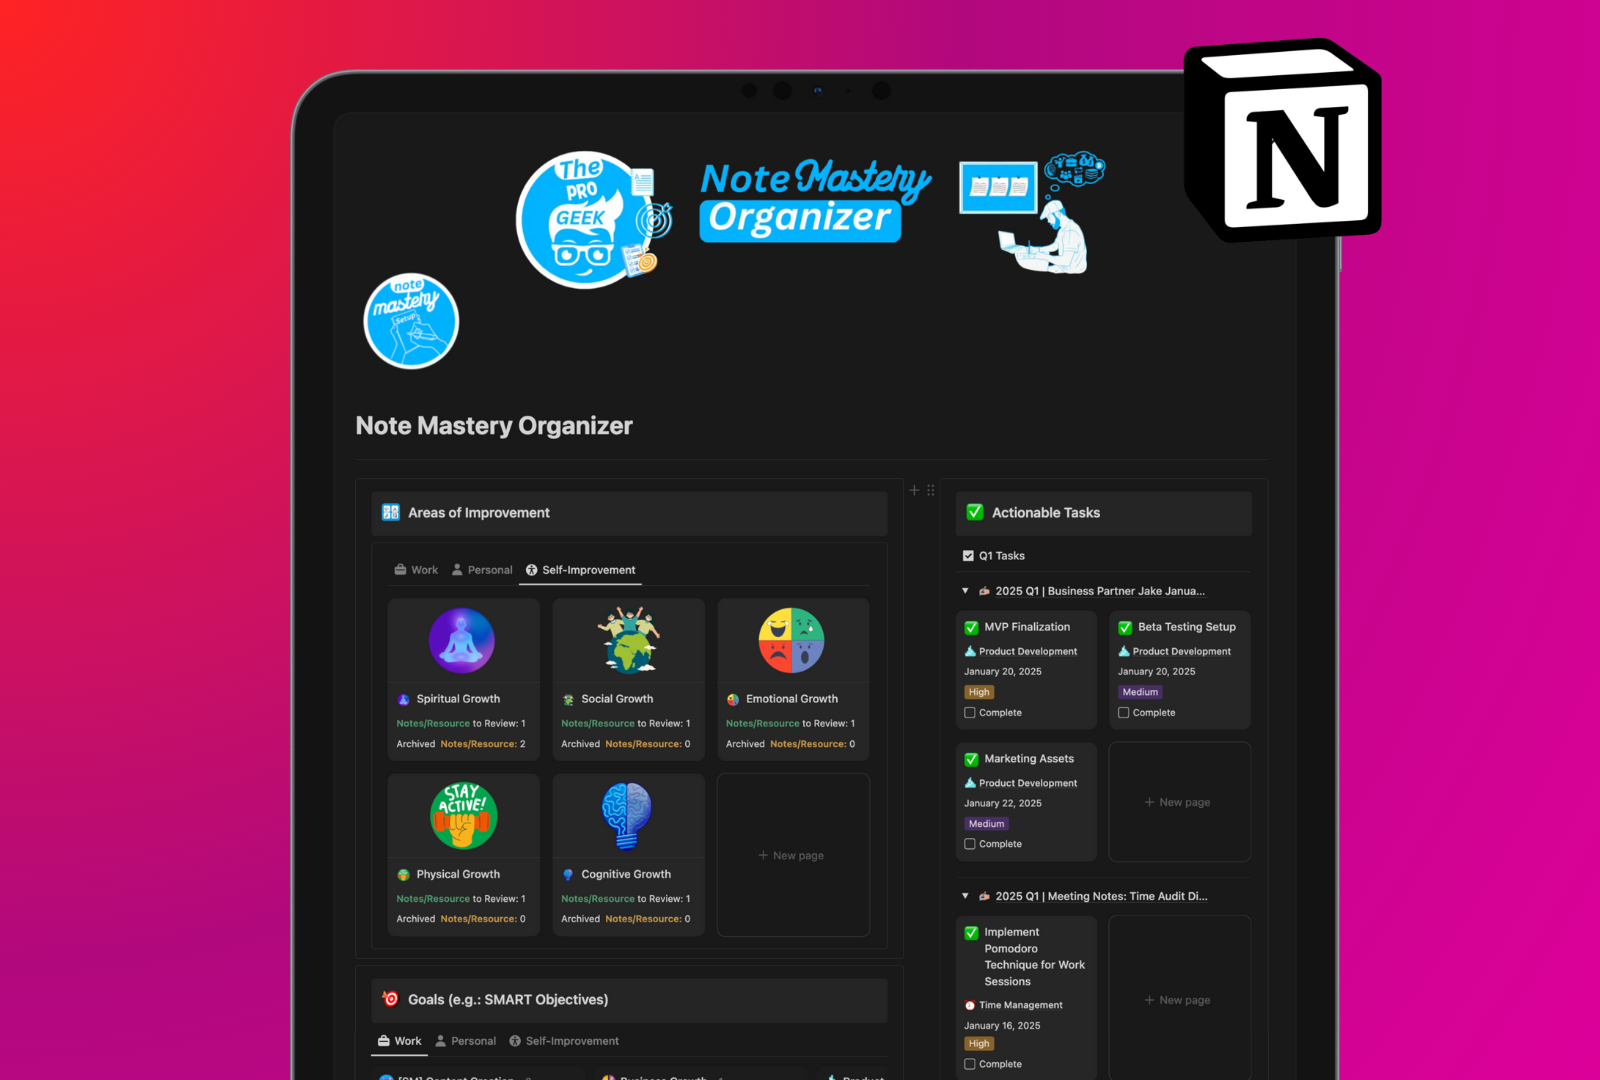 The
PRO
GEEK
Note Mastery
Organizer
N
note
mastery
Setup
Note Mastery Organizer
Areas of Improvement
Work Personal Self-Improvement
Spiritual Growth
Notes/Resource to Review: 1
Archived Notes/Resource: 2
Social Growth
Notes/Resource to Review: 1
Archived Notes/Resource: 0
Emotional Growth
Notes/Resource to Review: 1
Archived Notes/Resource: 0
STAY
ACTIVE!
Physical Growth
Notes/Resource to Review: 1
Archived Notes/Resource: 0
Cognitive Growth
Notes/Resource to Review: 1
Archived Notes/Resource: 0
+ New page
Goals (e.g.: SMART Objectives)
Work Personal Self-Improvement
Actionable Tasks
Q1 Tasks
2025 Q1 | Business Partner Jake Janua...
MVP Finalization
Product Development
January 20, 2025
High
Complete
Beta Testing Setup
Product Development
January 20, 2025
Medium
Complete
Marketing Assets
Product Development
January 22, 2025
Medium
Complete
+ New page
2025 Q1 | Meeting Notes: Time Audit Di...
Implement
Pomodoro
Technique for Work
Sessions
Time Management
January 16, 2025
High
Complete
+ New page